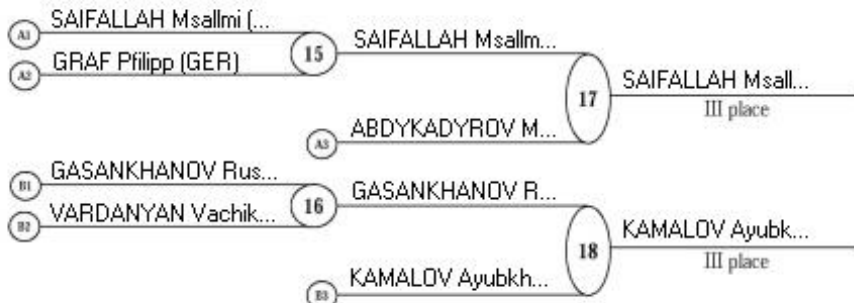 A1 SAIFALLAH Msallmi (...
A2 GRAF Pfilipp (GER)
15
SAIFALLAH Msallm...
A3 ABDYKADYROV M...
17
SAIFALLAH Msall...
III place
B1 GASANKHANOV Rus...
B2 VARDANYAN Vachik...
16
GASANKHANOV R...
B3 KAMALOV Ayubkh...
18
KAMALOV Ayubk...
III place